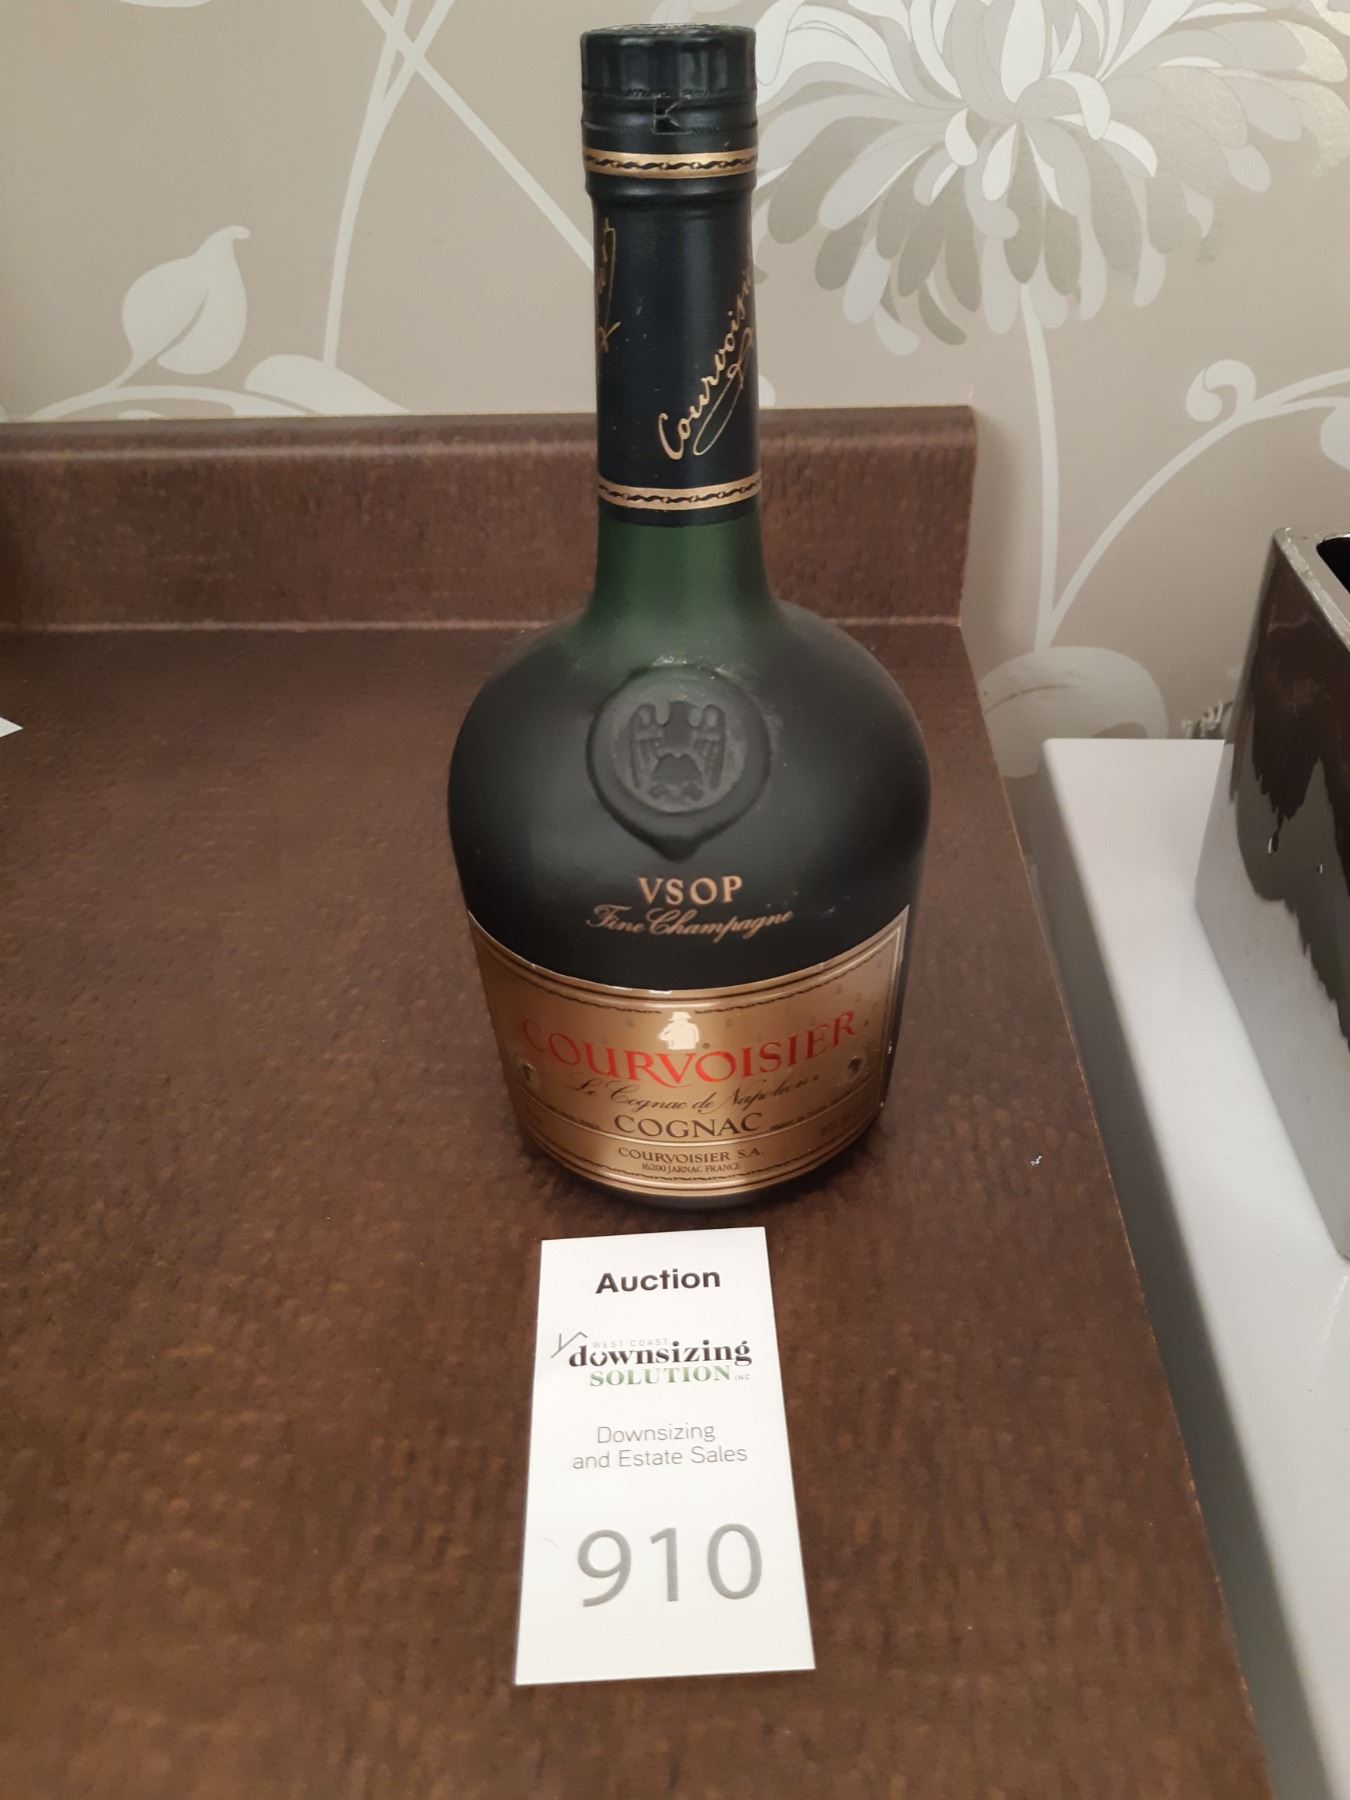 K
Courvoisier
VSOP
Fine Champagne
COURVOISIER
Le Cognac de Napoleon
COGNAC
COURVOISIER S.A.
16200 JARNAC FRANCE
Auction
WEST COAST
downsizing
SOLUTION INC
Downsizing
and Estate Sales
910